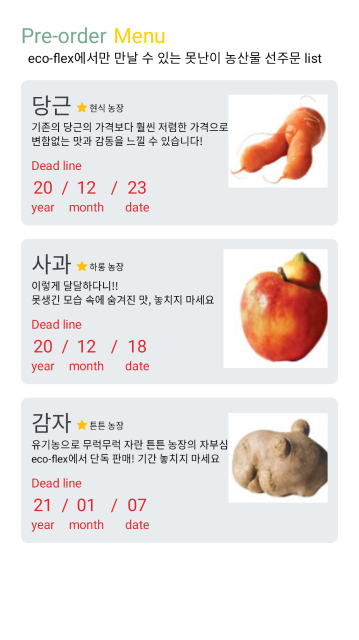 Pre-order Menu
eco-flex에서만 만날 수 있는 못난이 농산물 선주문 list
당근 ⭐현식 농장
기존의 당근의 가격보다 훨씬 저렴한 가격으로
변함없는 맛과 감동을 느낄 수 있습니다!
Dead line
20 / 12 / 23
year month date
사과 ⭐하롱 농장
이렇게 달달하다니!!
못생긴 모습 속에 숨겨진 맛, 놓치지 마세요
Dead line
20 / 12 / 18
year month date
감자 ⭐튼튼 농장
유기농으로 무럭무럭 자란 튼튼 농장의 자부심
eco-flex에서 단독 판매! 기간 놓치지 마세요
Dead line
21 / 01 / 07
year month date